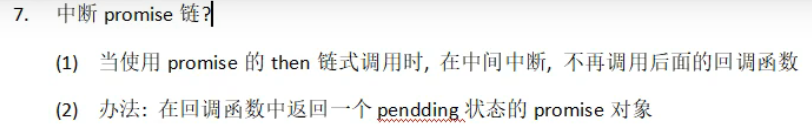 7. 中断 promise 链?
(1) 当使用 promise 的 then 链式调用时, 在中间中断, 不再调用后面的回调函数
(2) 办法: 在回调函数中返回一个 pendding 状态的 promise 对象